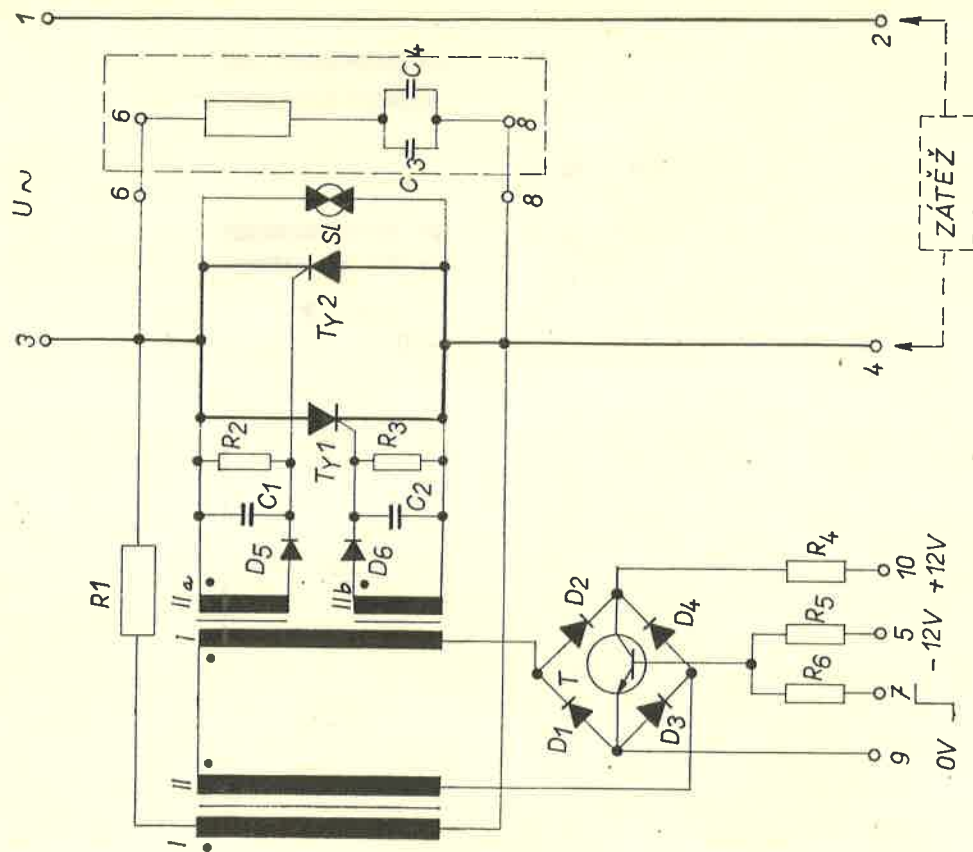 1
2
U~
6
6
C4
C3
8
8
SL
ZÁTĚŽ
3
Ty2
4
R2
Ty1
R3
C1
C2
R1
D5
D6
IIa
IIb
I
D2
D4
T
D1
D3
R4
R5
R6
10
+12V
5
-12V
7
9
0V
II
I